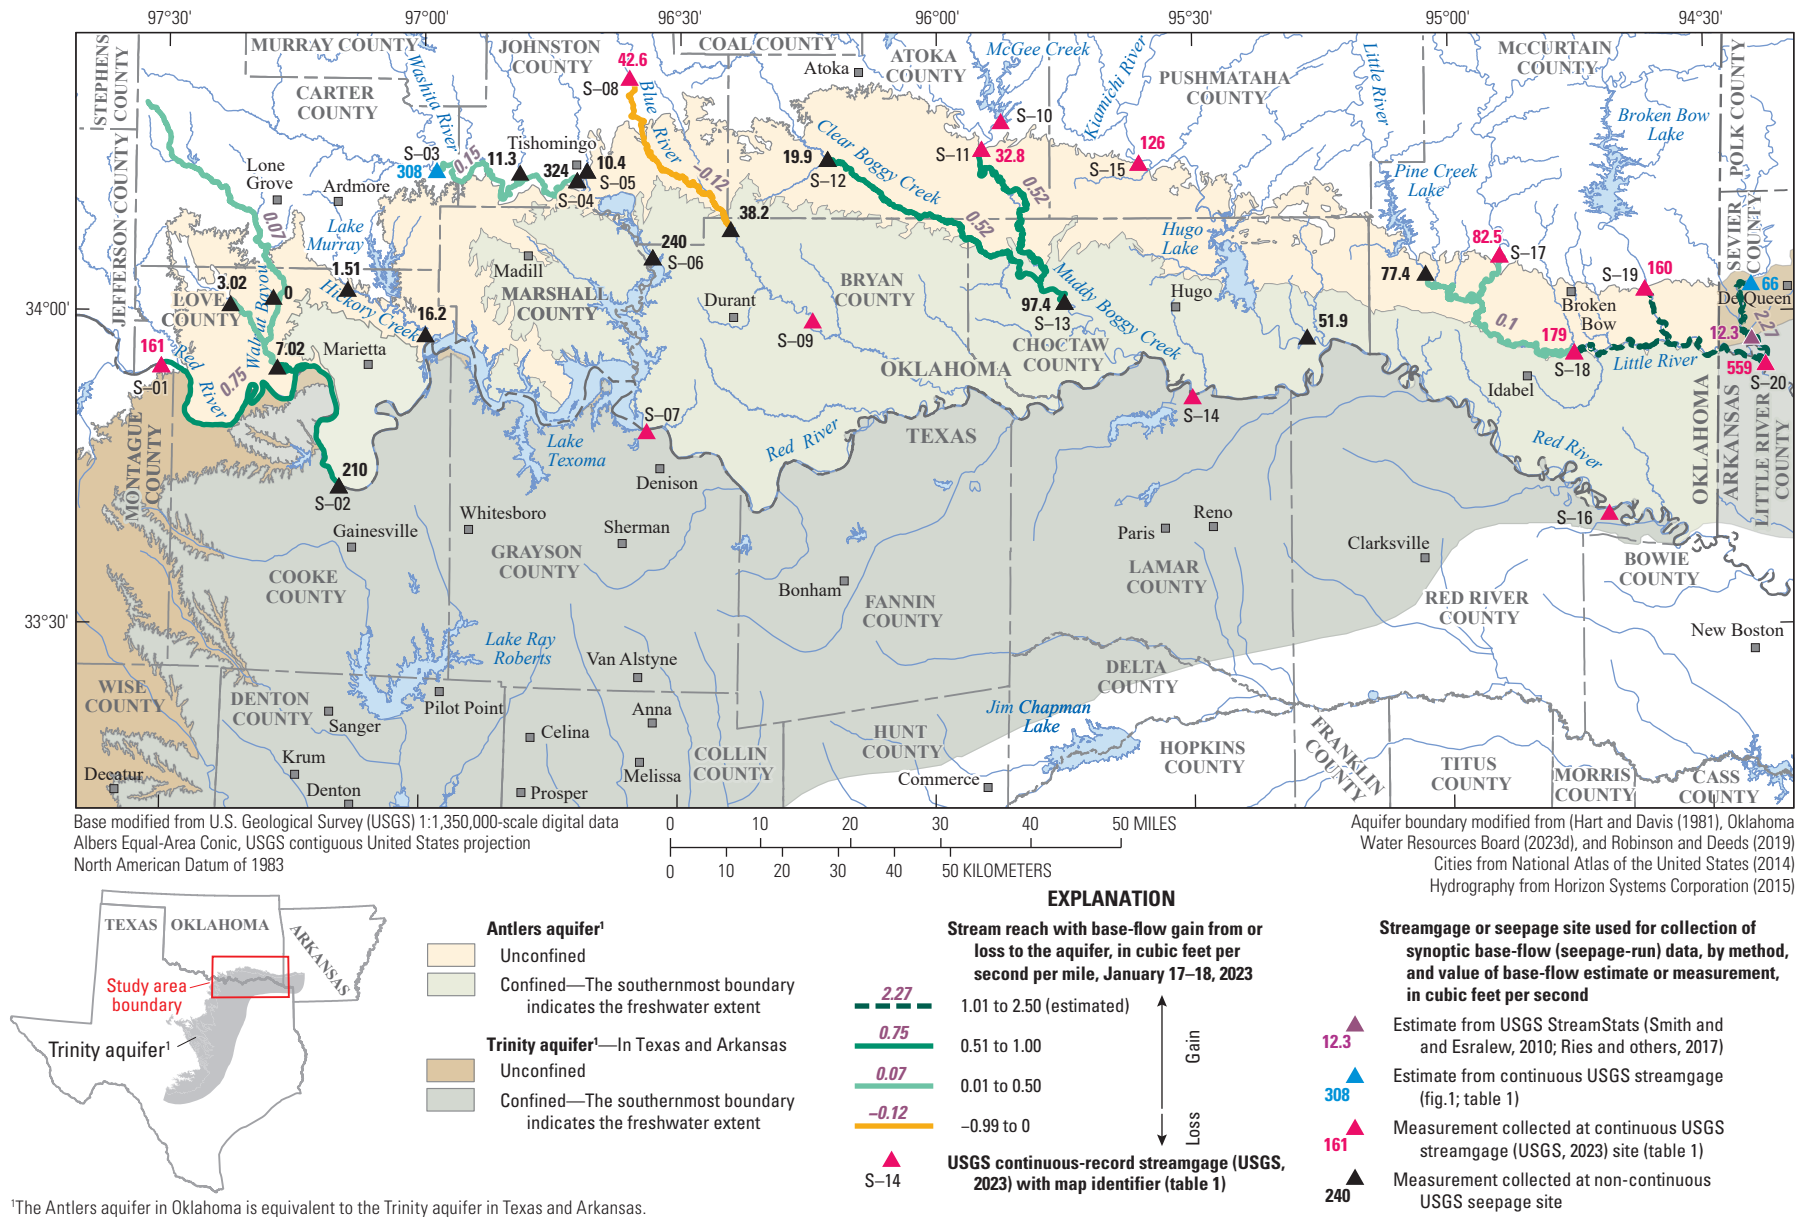 97°30'
97°00'
96°30'
96°00'
95°30'
95°00'
94°30'
34°00'
33°30'
STEPHENS
COUNTY
MURRAY COUNTY
CARTER
COUNTY
JOHNSTON
COUNTY
COAL COUNTY
ATOKA
COUNTY
PUSHMATAHA
COUNTY
McCURTAIN
COUNTY
POLK COUNTY
SEVIER
COUNTY
JEFFERSON COUNTY
LOVE
COUNTY
MARSHALL
COUNTY
BRYAN
COUNTY
CHOCTAW
COUNTY
OKLAHOMA
TEXAS
OKLAHOMA
ARKANSAS
LITTLE RIVER
COUNTY
MONTAGUE
COUNTY
COOKE
COUNTY
GRAYSON
COUNTY
FANNIN
COUNTY
LAMAR
COUNTY
RED RIVER
COUNTY
BOWIE
COUNTY
WISE
COUNTY
DENTON
COUNTY
COLLIN
COUNTY
HUNT
COUNTY
DELTA
COUNTY
HOPKINS
COUNTY
FRANKLIN
COUNTY
TITUS
COUNTY
MORRIS
COUNTY
CASS
COUNTY
Washita River
Blue River
McGee Creek
Kiamichi River
Little River
Broken Bow
Lake
Pine Creek
Lake
Clear Boggy Creek
Muddy Boggy Creek
Hugo
Lake
Lake
Murray
Hickory Creek
Walnut Bayou
Red River
Lake
Texoma
Red River
Little River
Red River
Lake Ray
Roberts
Jim Chapman
Lake
Lone
Grove
Ardmore
Tishomingo
Atoka
Madill
Durant
Hugo
Broken
Bow
De Queen
Idabel
Marietta
Gainesville
Whitesboro
Sherman
Denison
Bonham
Paris
Reno
Clarksville
New Boston
Van Alstyne
Anna
Pilot Point
Sanger
Celina
Krum
Denton
Melissa
Prosper
Decatur
Commerce
42.6
S–08
S–03
308
0.15
11.3
324
10.4
S–05
S–04
0.12
38.2
19.9
S–12
S–11
32.8
S–10
0.52
0.52
126
S–15
82.5
S–17
S–19
160
77.4
66
2.27
12.3
559
S–20
0.1
179
S–18
51.9
97.4
S–13
S–09
240
S–06
S–07
S–14
S–16
0.07
3.02
0
1.51
16.2
7.02
161
S–01
0.75
210
S–02
Base modified from U.S. Geological Survey (USGS) 1:1,350,000-scale digital data
Albers Equal-Area Conic, USGS contiguous United States projection
North American Datum of 1983
0 10 20 30 40 50 MILES
0 10 20 30 40 50 KILOMETERS
Aquifer boundary modified from (Hart and Davis (1981), Oklahoma
Water Resources Board (2023d), and Robinson and Deeds (2019)
Cities from National Atlas of the United States (2014)
Hydrography from Horizon Systems Corporation (2015)
TEXAS
OKLAHOMA
ARKANSAS
Study area
boundary
Trinity aquifer¹
EXPLANATION
Antlers aquifer¹
Unconfined
Confined—The southernmost boundary
indicates the freshwater extent
Trinity aquifer¹—In Texas and Arkansas
Unconfined
Confined—The southernmost boundary
indicates the freshwater extent
Stream reach with base-flow gain from or
loss to the aquifer, in cubic feet per
second per mile, January 17–18, 2023
2.27
1.01 to 2.50 (estimated)
0.75
0.51 to 1.00
0.07
0.01 to 0.50
–0.12
–0.99 to 0
Gain
Loss
S–14
USGS continuous-record streamgage (USGS,
2023) with map identifier (table 1)
Streamgage or seepage site used for collection of
synoptic base-flow (seepage-run) data, by method,
and value of base-flow estimate or measurement,
in cubic feet per second
12.3
Estimate from USGS StreamStats (Smith and
and Esralew, 2010; Ries and others, 2017)
308
Estimate from continuous USGS streamgage
(fig.1; table 1)
161
Measurement collected at continuous USGS
streamgage (USGS, 2023) site (table 1)
240
Measurement collected at non-continuous
USGS seepage site
¹The Antlers aquifer in Oklahoma is equivalent to the Trinity aquifer in Texas and Arkansas.